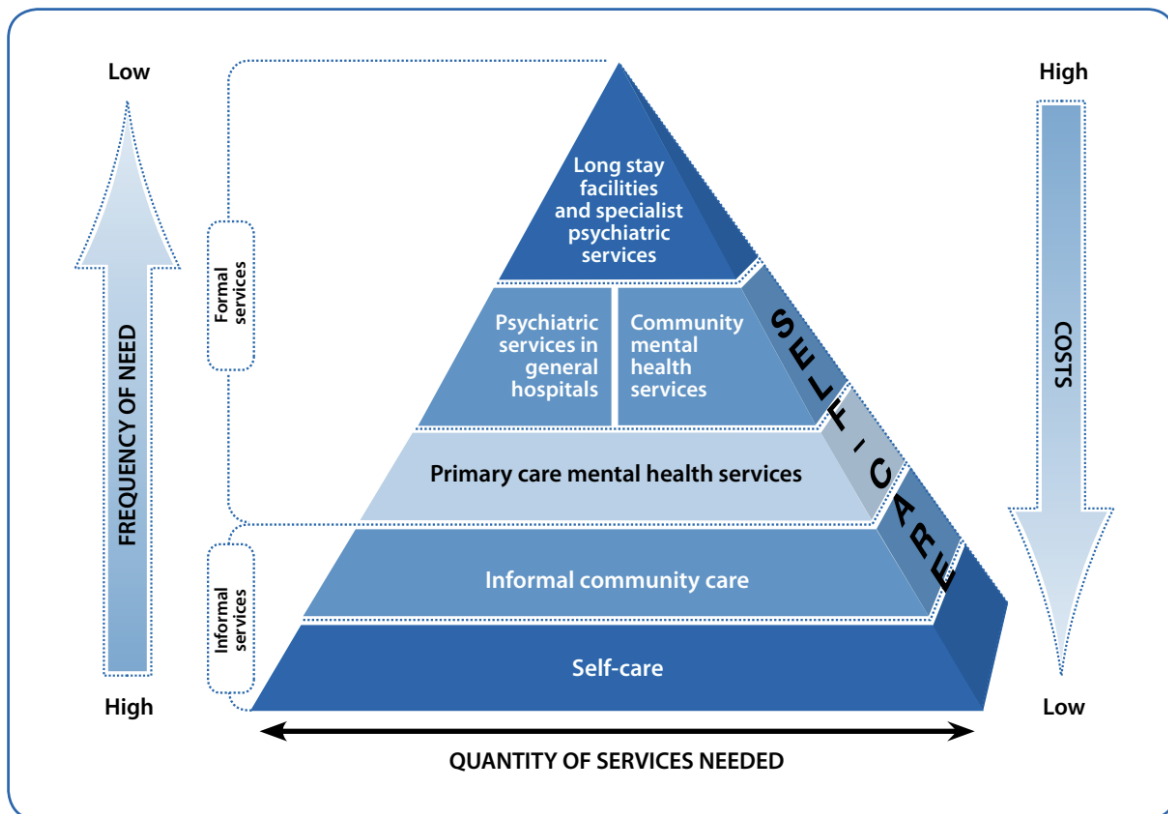 Low
High
Long stay
facilities
and specialist
psychiatric
services
Formal
services
FREQUENCY OF NEED
Psychiatric
services in
general
hospitals
Community
mental
health
services
SELF-CARE
COSTS
Primary care mental health services
Informal
services
Informal community care
Self-care
High
Low
QUANTITY OF SERVICES NEEDED